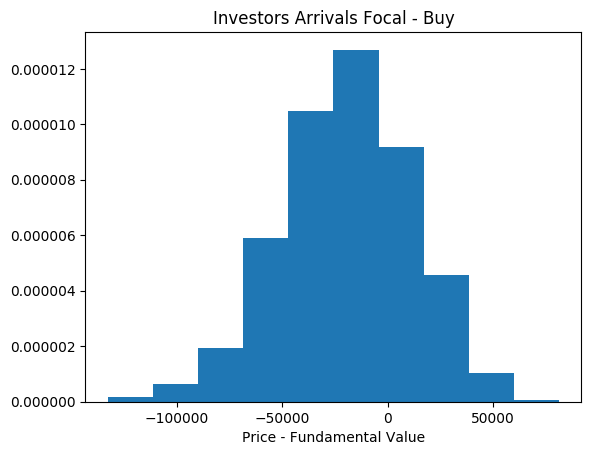 Investors Arrivals Focal - Buy
0.000012
0.000010
0.000008
0.000006
0.000004
0.000002
0.000000
−100000 −50000 0 50000
Price - Fundamental Value